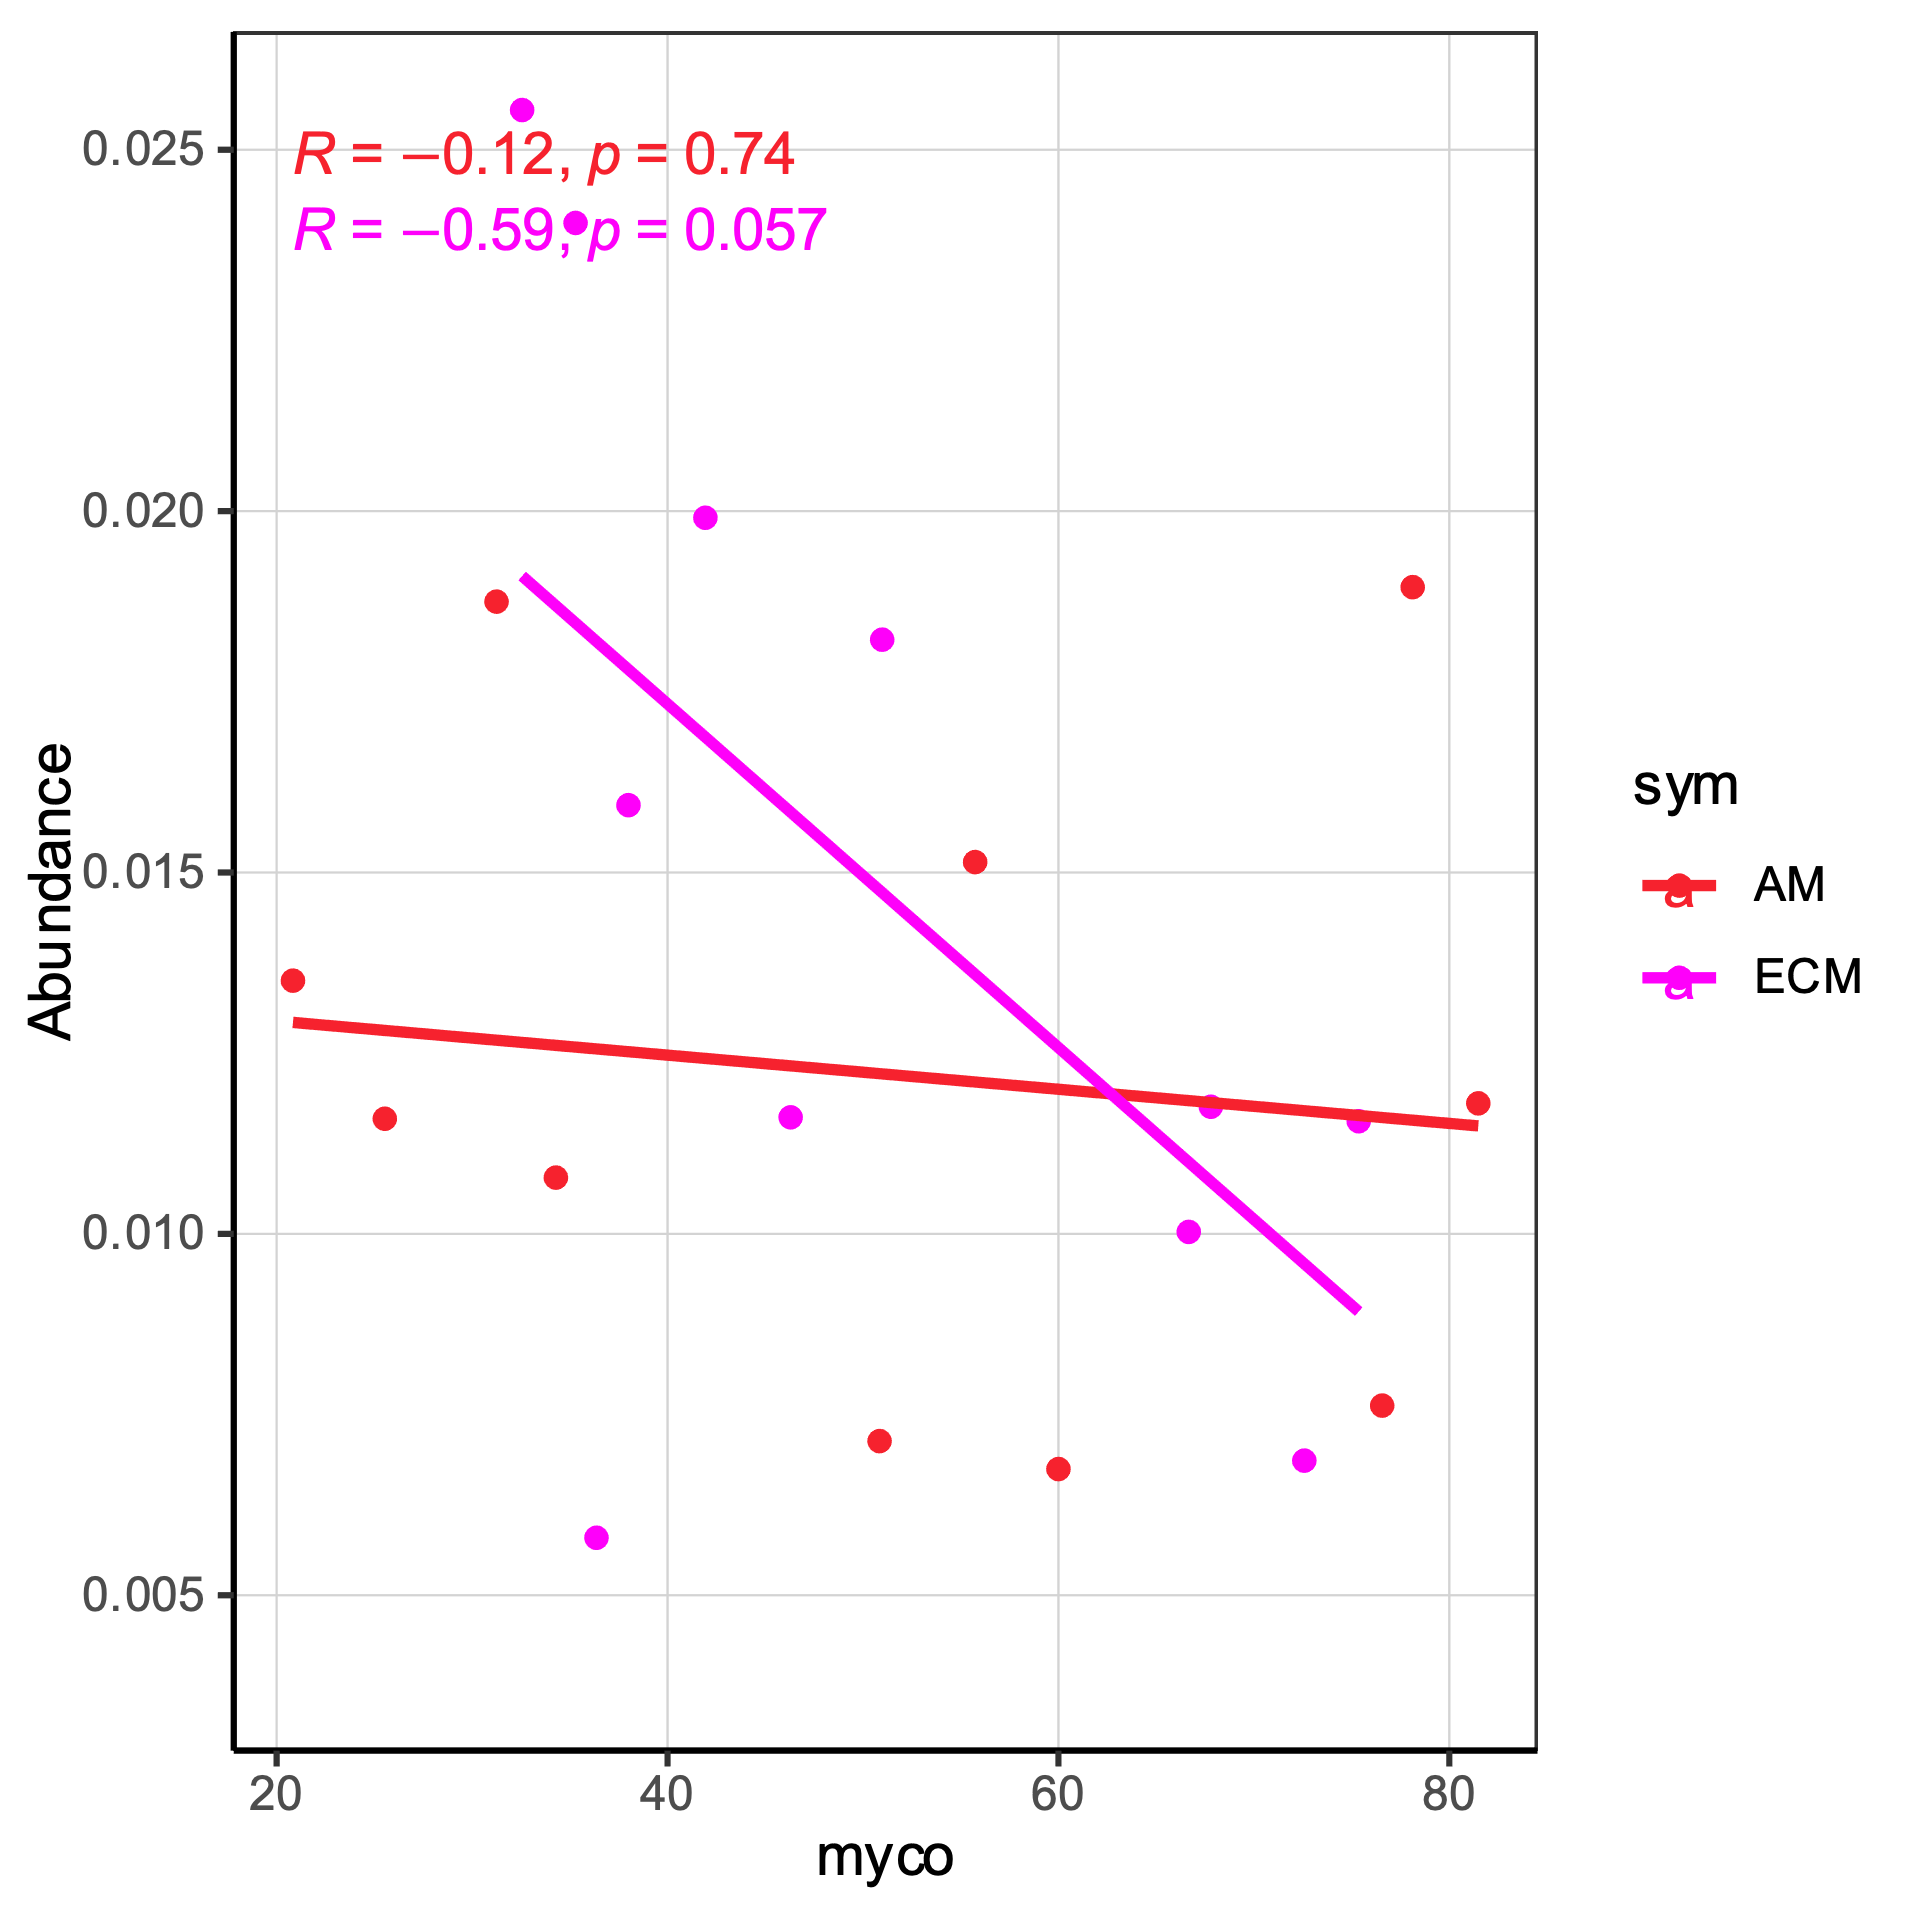 R = −0.12, p = 0.74
R = −0.59, p = 0.057
0.025
0.020
0.015
0.010
0.005
Abundance
20 40 60 80
myco
sym
a AM
a ECM